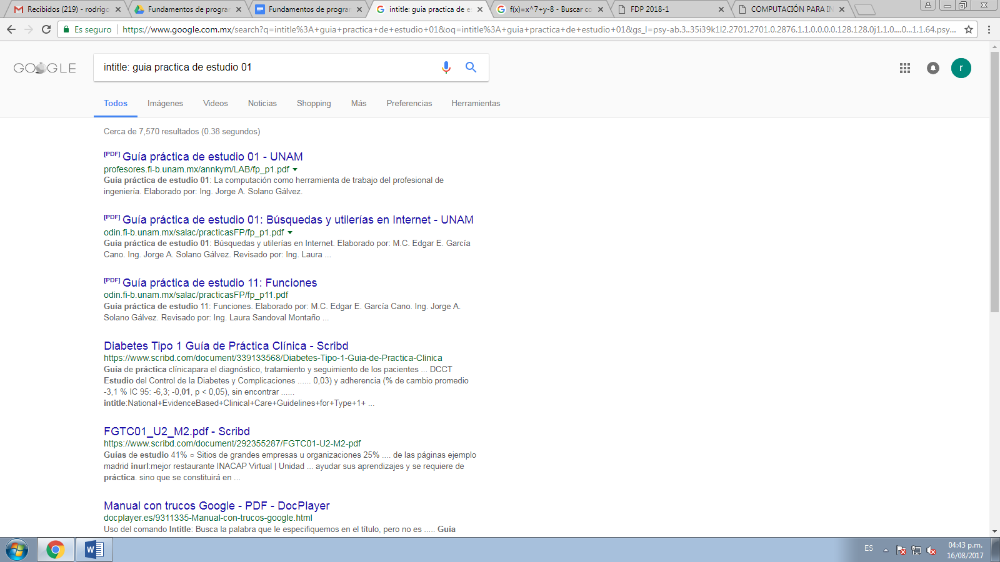 Recibidos (219) - rodrigo
Fundamentos de program
Fundamentos de program
intitle: guia practica de es
f(x)=x^7+y-8 - Buscar co
FDP 2018-1
COMPUTACIÓN PARA IN
Es seguro
https://www.google.com.mx/search?q=intitle%3A+guia+practica+de+estudio+01&oq=intitle%3A+guia+practica+de+estudio+01&gs_l=psy-ab.3..35i39k1l2.2701.2701.0.2876.1.1.0.0.0.0.128.128.0j1.1.0....0...1.1.64.psy...
GOOGLE
intitle: guia practica de estudio 01
r
Todos
Imágenes
Videos
Noticias
Shopping
Más
Preferencias
Herramientas
Cerca de 7,570 resultados (0.38 segundos)
[PDF] Guía práctica de estudio 01 - UNAM
profesores.fi-b.unam.mx/annkym/LAB/fp_p1.pdf
Guía práctica de estudio 01: La computación como herramienta de trabajo del profesional de
ingeniería. Elaborado por: Ing. Jorge A. Solano Gálvez.
[PDF] Guía práctica de estudio 01: Búsquedas y utilerías en Internet - UNAM
odin.fi-b.unam.mx/salac/practicasFP/fp_p1.pdf
Guía práctica de estudio 01: Búsquedas y utilerías en Internet. Elaborado por: M.C. Edgar E. García
Cano. Ing. Jorge A. Solano Gálvez. Revisado por: Ing. Laura ...
[PDF] Guía práctica de estudio 11: Funciones
odin.fi-b.unam.mx/salac/practicasFP/fp_p11.pdf
Guía práctica de estudio 11: Funciones. Elaborado por: M.C. Edgar E. García Cano. Ing. Jorge A.
Solano Gálvez. Revisado por: Ing. Laura Sandoval Montaño ...
Diabetes Tipo 1 Guía de Práctica Clínica - Scribd
https://www.scribd.com/document/339133568/Diabetes-Tipo-1-Guia-de-Practica-Clinica
Guía de práctica clínicapara el diagnóstico, tratamiento y seguimiento de los pacientes ... DCCT
Estudio del Control de la Diabetes y Complicaciones ...... 0,03) y adherencia (% de cambio promedio
-3,1 % IC 95: -6,3; -0,01, p < 0,05), sin encontrar ......
intitle:National+EvidenceBased+Clinical+Care+Guidelines+for+Type+1+ ...
FGTC01_U2_M2.pdf - Scribd
https://www.scribd.com/document/292355287/FGTC01-U2-M2-pdf
Guías de estudio 41% ○ Sitios de grandes empresas u organizaciones 25% .... de las páginas ejemplo
madrid inurl:mejor restaurante INACAP Virtual | Unidad ... ayudar sus aprendizajes y se requiere de
práctica. sino que se constituirá en ...
Manual con trucos Google - PDF - DocPlayer
docplayer.es/9311335-Manual-con-trucos-google.html
Uso del comando Intitle: Busca la palabra que le especifiquemos en el título, pero no es ..... Guía
ES
04:43 p.m.
16/08/2017